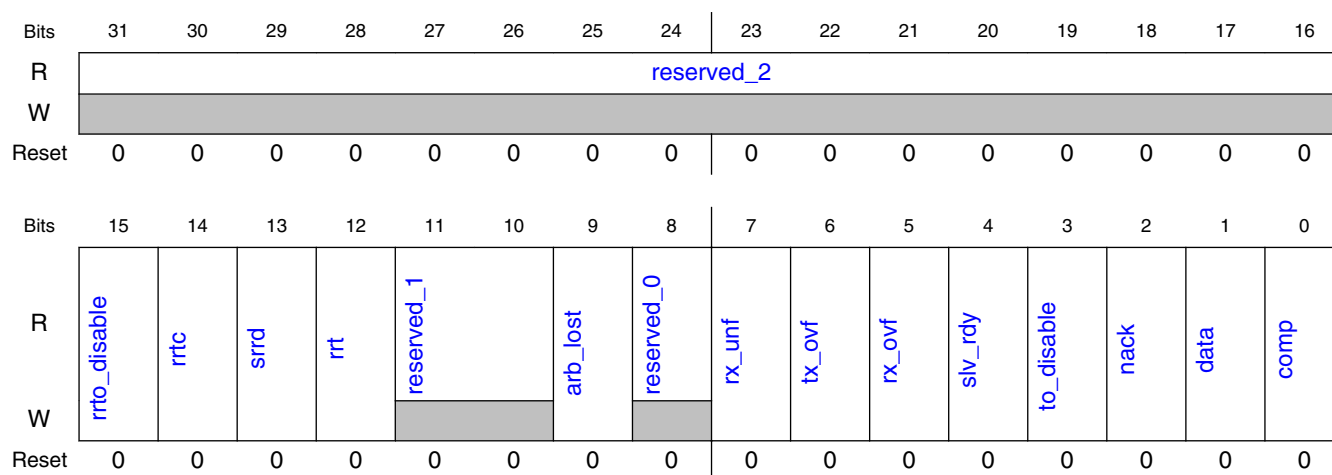 Bits 31 30 29 28 27 26 25 24 23 22 21 20 19 18 17 16
R reserved_2
W
Reset 0 0 0 0 0 0 0 0 0 0 0 0 0 0 0 0
Bits 15 14 13 12 11 10 9 8 7 6 5 4 3 2 1 0
R rrto_disable rrtc srrd rrt reserved_1 arb_lost reserved_0 rx_unf tx_ovf rx_ovf slv_rdy to_disable nack data comp
W
Reset 0 0 0 0 0 0 0 0 0 0 0 0 0 0 0 0